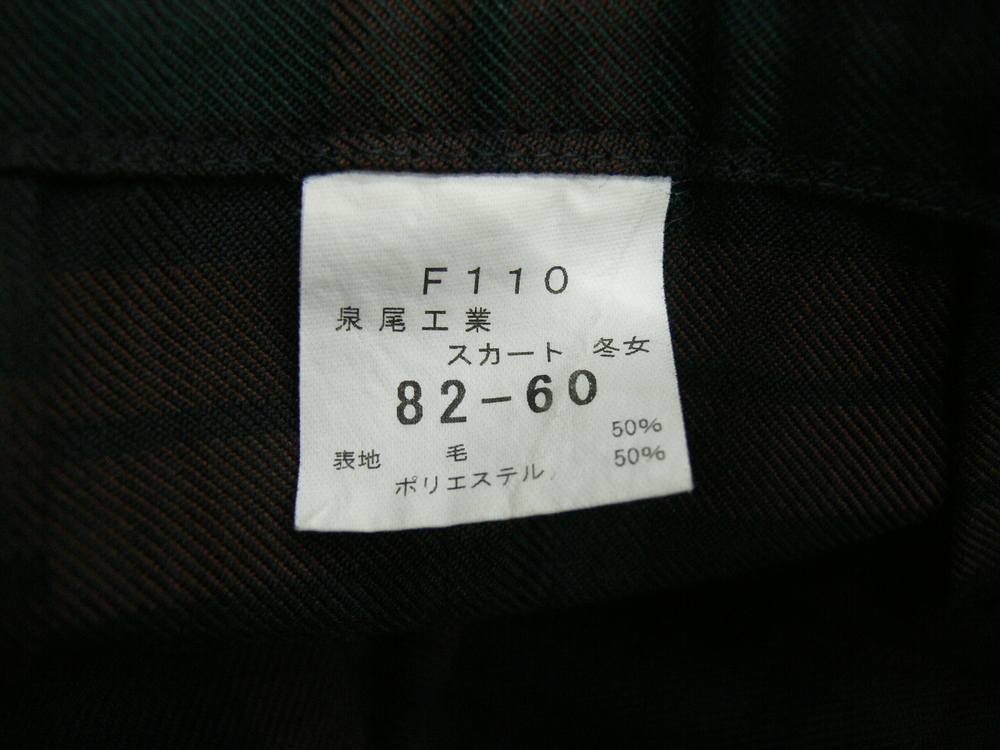 F110
泉尾工業
スカート 冬女
82-60
表地 毛 50%
ポリエステル 50%